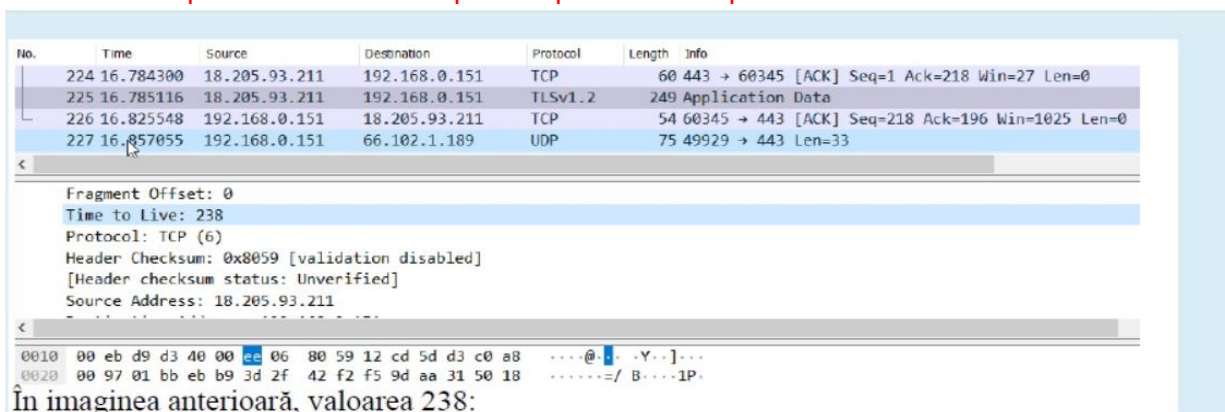 No. Time Source Destination Protocol Length Info
224 16.784300 18.205.93.211 192.168.0.151 TCP 60 443 → 60345 [ACK] Seq=1 Ack=218 Win=27 Len=0
225 16.785116 18.205.93.211 192.168.0.151 TLSv1.2 249 Application Data
226 16.825548 192.168.0.151 18.205.93.211 TCP 54 60345 → 443 [ACK] Seq=218 Ack=196 Win=1025 Len=0
227 16.857055 192.168.0.151 66.102.1.189 UDP 75 49929 → 443 Len=33
Fragment Offset: 0
Time to Live: 238
Protocol: TCP (6)
Header Checksum: 0x8059 [validation disabled]
[Header checksum status: Unverified]
Source Address: 18.205.93.211
0010 00 eb d9 d3 40 00 ee 06 80 59 12 cd 5d d3 c0 a8 ····@·· ·Y··]···
0020 00 97 01 bb eb b9 3d 2f 42 f2 f5 9d aa 31 50 18 ······=/ B····1P·
În imaginea anterioară, valoarea 238: